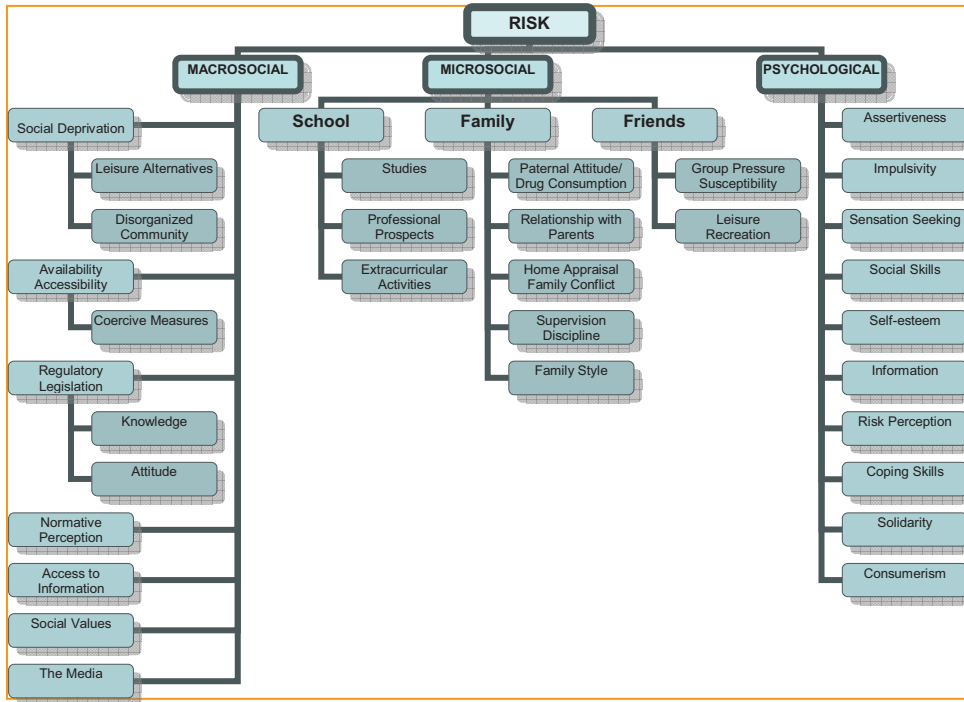 RISK
MACROSOCIAL
MICROSOCIAL
PSYCHOLOGICAL
Social Deprivation
Leisure Alternatives
Disorganized
Community
Availability
Accessibility
Coercive Measures
Regulatory
Legislation
Knowledge
Attitude
Normative
Perception
Access to
Information
Social Values
The Media
School
Studies
Professional
Prospects
Extracurricular
Activities
Family
Paternal Attitude/
Drug Consumption
Relationship with
Parents
Home Appraisal
Family Conflict
Supervision
Discipline
Family Style
Friends
Group Pressure
Susceptibility
Leisure
Recreation
Assertiveness
Impulsivity
Sensation Seeking
Social Skills
Self-esteem
Information
Risk Perception
Coping Skills
Solidarity
Consumerism